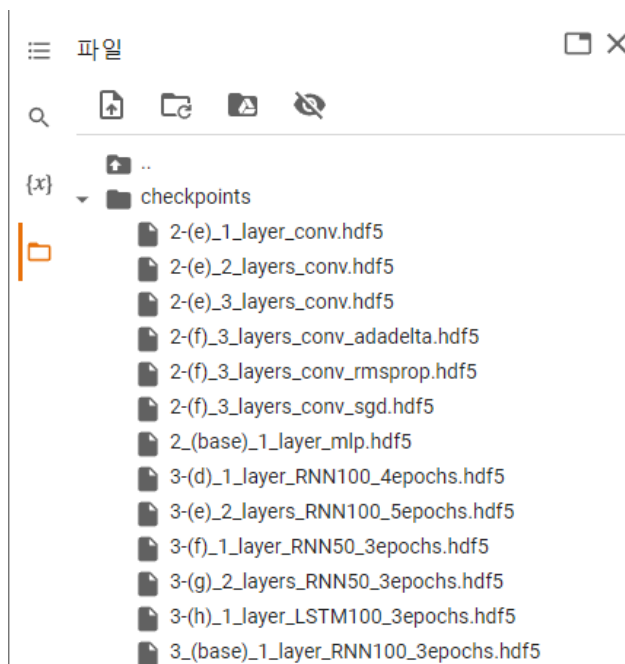 파일
{x}
..
checkpoints
2-(e)_1_layer_conv.hdf5
2-(e)_2_layers_conv.hdf5
2-(e)_3_layers_conv.hdf5
2-(f)_3_layers_conv_adadelta.hdf5
2-(f)_3_layers_conv_rmsprop.hdf5
2-(f)_3_layers_conv_sgd.hdf5
2_(base)_1_layer_mlp.hdf5
3-(d)_1_layer_RNN100_4epochs.hdf5
3-(e)_2_layers_RNN100_5epochs.hdf5
3-(f)_1_layer_RNN50_3epochs.hdf5
3-(g)_2_layers_RNN50_3epochs.hdf5
3-(h)_1_layer_LSTM100_3epochs.hdf5
3_(base)_1_layer_RNN100_3epochs.hdf5